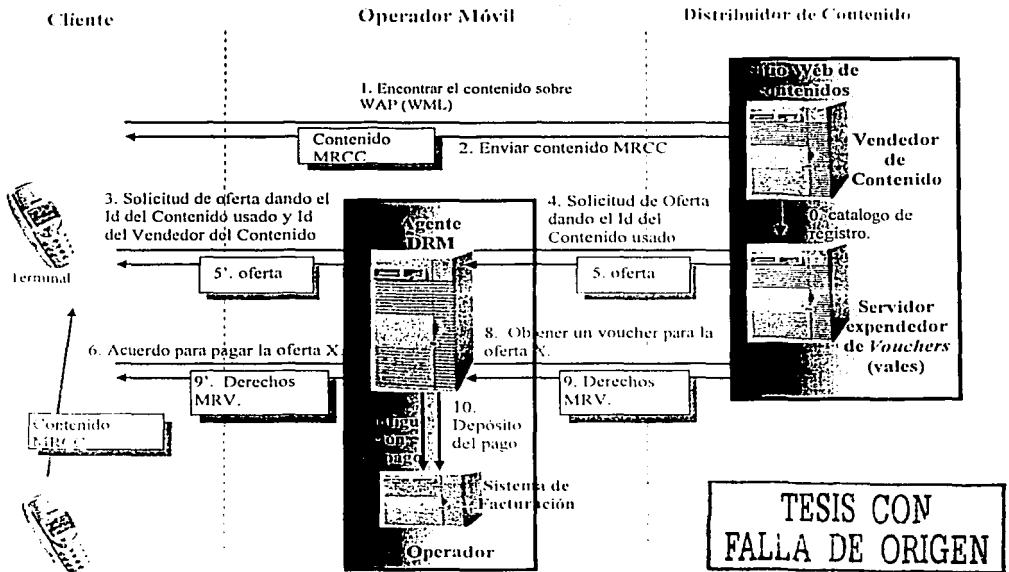 Cliente
Operador Móvil
Distribuidor de Contenido
1. Encontrar el contenido sobre
WAP (WML)
Contenido
MRCC
2. Enviar contenido MRCC
Web de
contenidos
Vendedor
de
Contenido
0. catalogo de
registro.
Servidor
expendedor
de Vouchers
(vales)
3. Solicitud de oferta dando el
Id del Contenido usado y Id
del Vendedor del Contenido
Terminal
5'. oferta
Agente
DRM
4. Solicitud de Oferta
dando el Id del
Contenido usado
5. oferta
6. Acuerdo para pagar la oferta X.
9'. Derechos
MRV.
8. Obtener un voucher para la
oferta X.
9. Derechos
MRV.
Contenido
MRCC
10.
Depósito
del pago
Sistema de
Facturación
Operador
TESIS CON
FALLA DE ORIGEN